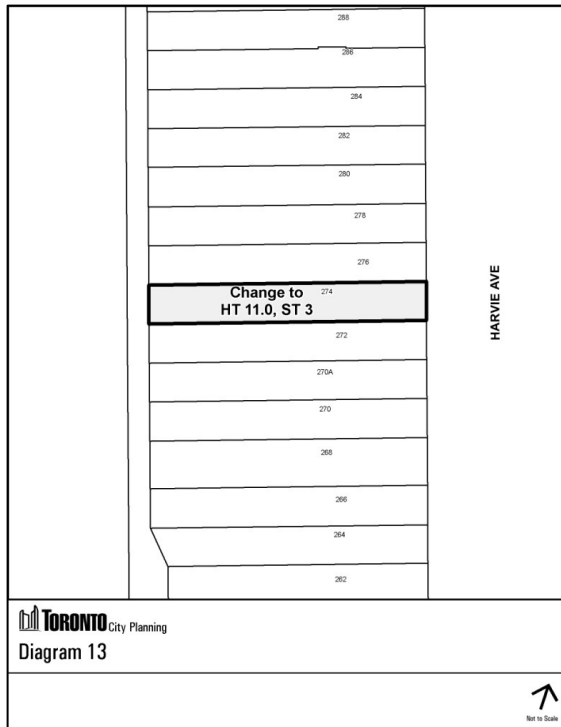 288
286
284
282
280
278
276
Change to 274
HT 11.0, ST 3
HARVIE AVE
272
270A
270
268
266
264
262
TORONTO City Planning
Diagram 13
Not to Scale